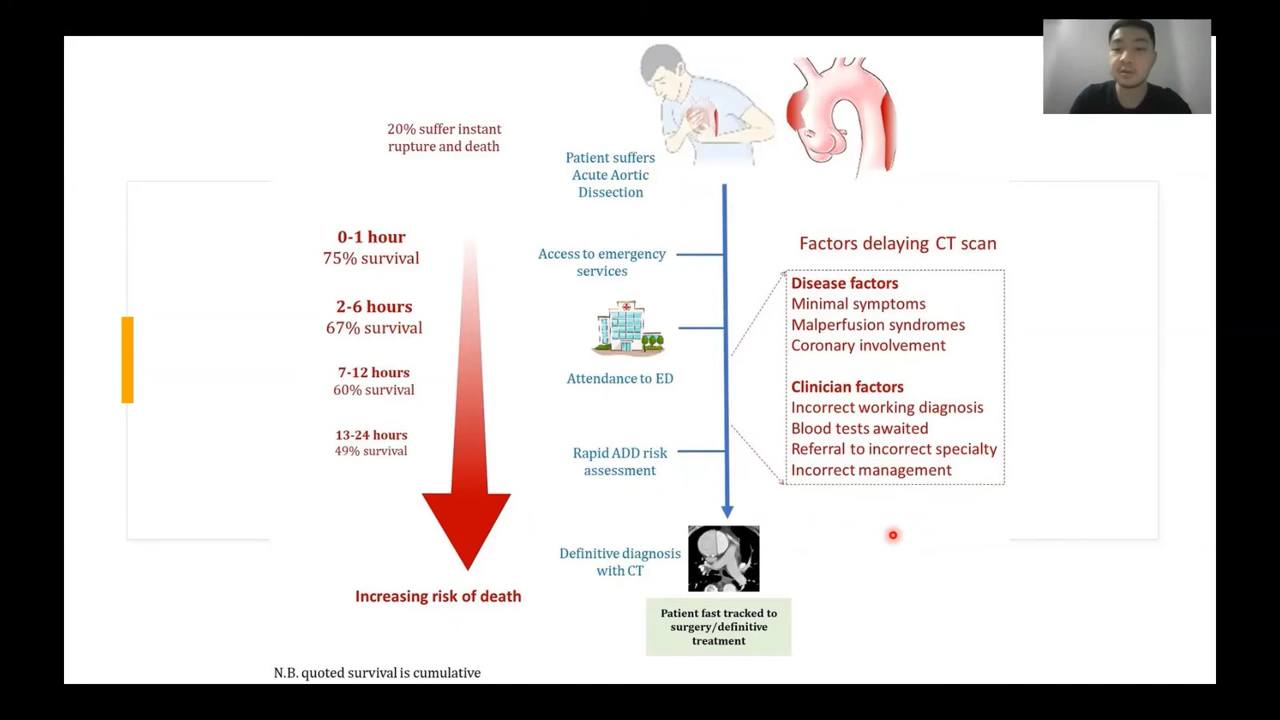 20% suffer instant
rupture and death
0-1 hour
75% survival
2-6 hours
67% survival
7-12 hours
60% survival
13-24 hours
49% survival
Increasing risk of death
Patient suffers
Acute Aortic
Dissection
Access to emergency
services
Attendance to ED
Rapid ADD risk
assessment
Definitive diagnosis
with CT
Patient fast tracked to
surgery/definitive
treatment
Factors delaying CT scan
Disease factors
Minimal symptoms
Malperfusion syndromes
Coronary involvement
Clinician factors
Incorrect working diagnosis
Blood tests awaited
Referral to incorrect specialty
Incorrect management
N.B. quoted survival is cumulative